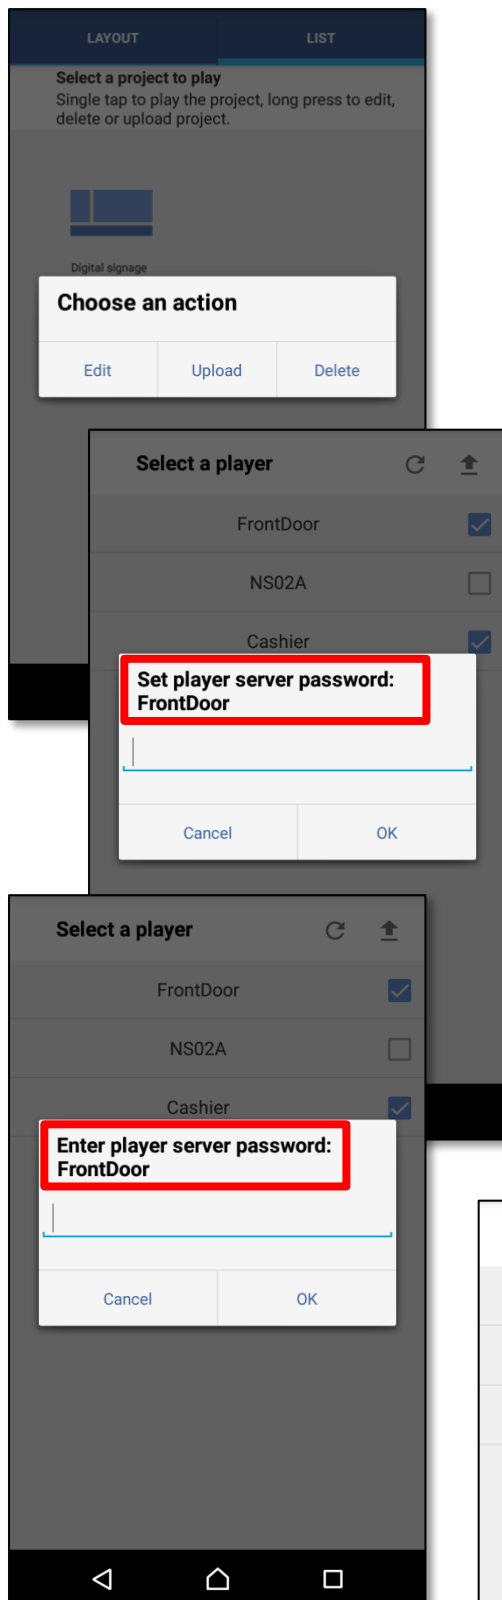 LAYOUT LIST
Select a project to play
Single tap to play the project, long press to edit,
delete or upload project.
Digital signage
Choose an action
Edit Upload Delete
Select a player
FrontDoor
NS02A
Cashier
Set player server password:
FrontDoor
Cancel OK
Select a player
FrontDoor
NS02A
Cashier
Enter player server password:
FrontDoor
Cancel OK